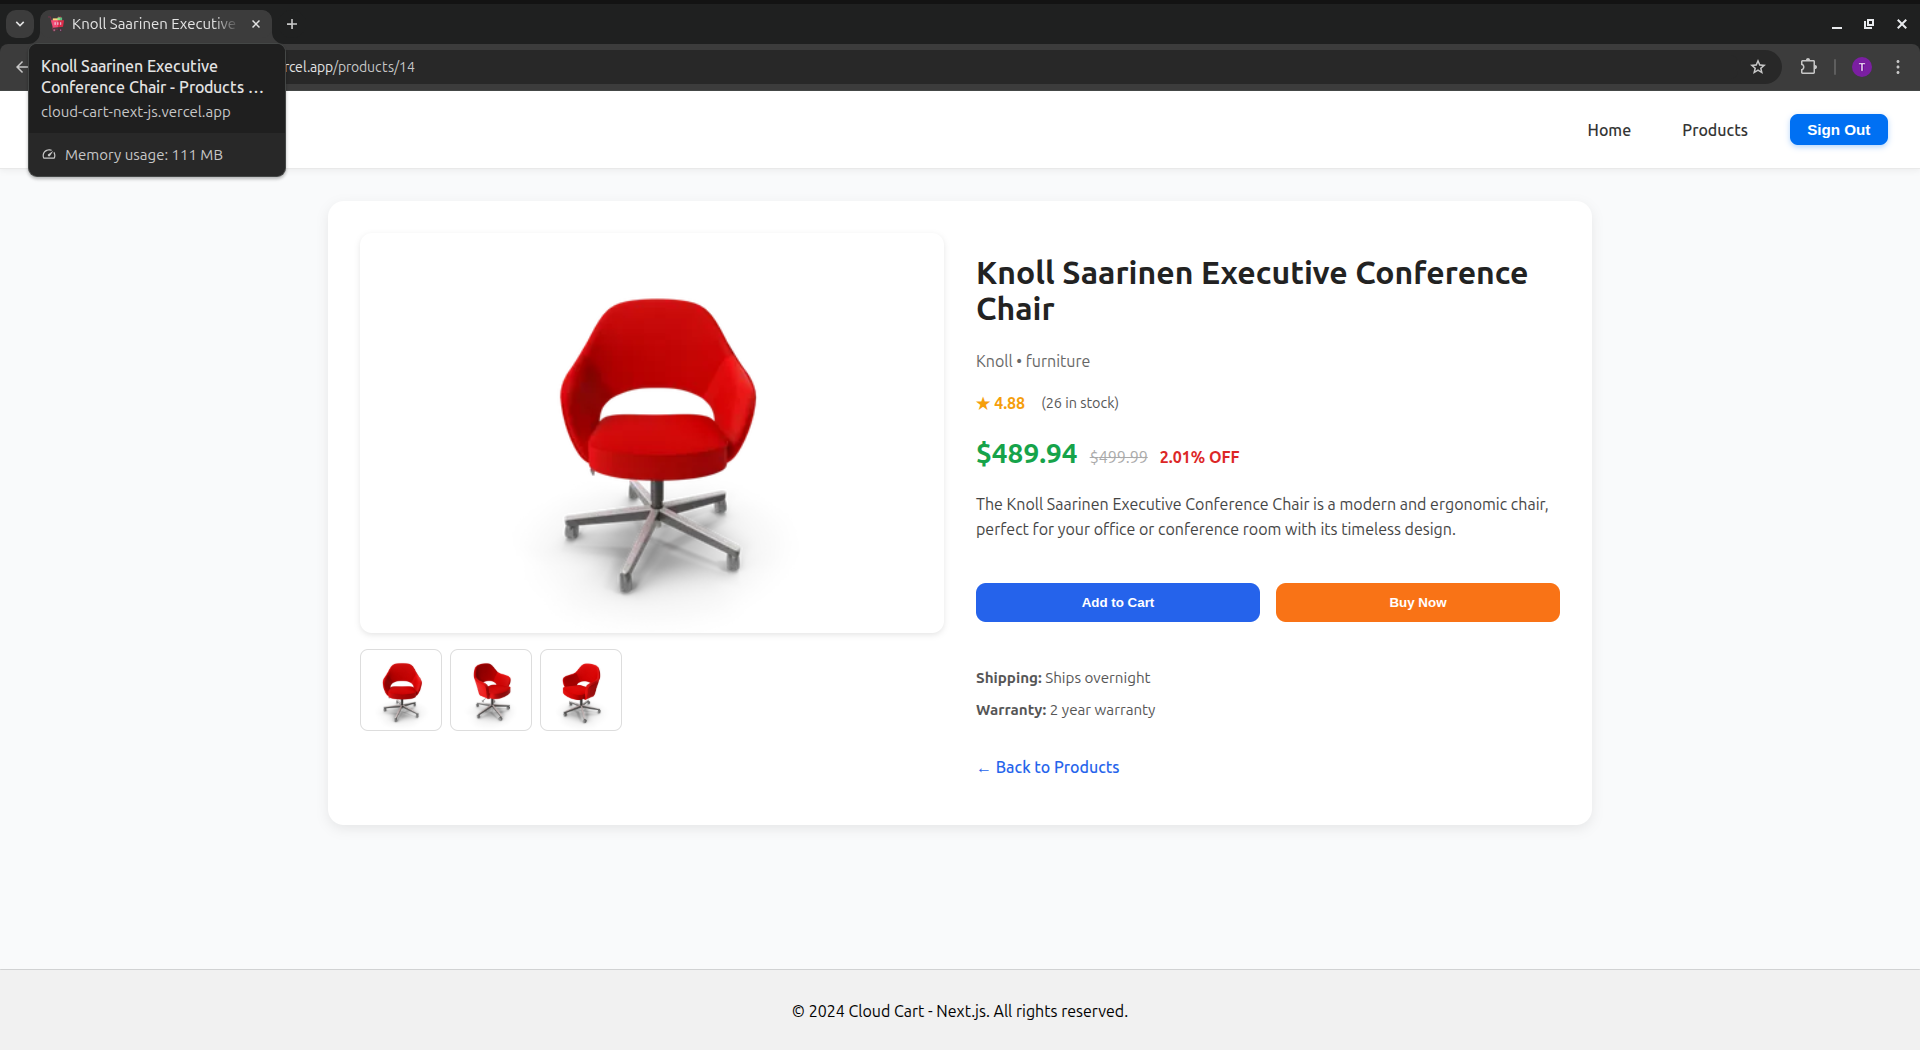 Knoll Saarinen Executive
Knoll Saarinen Executive
Conference Chair - Products ...
cloud-cart-next-js.vercel.app
Memory usage: 111 MB
rcel.app/products/14
T
Home
Products
Sign Out
Knoll Saarinen Executive Conference
Chair
Knoll • furniture
★ 4.88 (26 in stock)
$489.94 $499.99 2.01% OFF
The Knoll Saarinen Executive Conference Chair is a modern and ergonomic chair,
perfect for your office or conference room with its timeless design.
Add to Cart
Buy Now
Shipping: Ships overnight
Warranty: 2 year warranty
← Back to Products
© 2024 Cloud Cart - Next.js. All rights reserved.